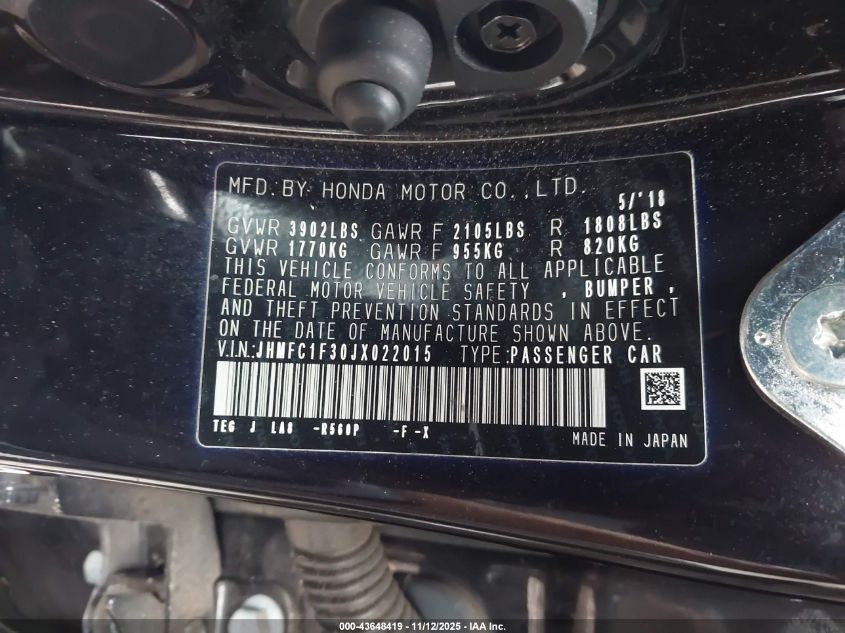 MFD. BY HONDA MOTOR CO., LTD. 5/'18
GVWR 3902LBS GAWR F 2105LBS R 1808LBS
GVWR 1770KG GAWR F 955KG R 820KG
THIS VEHICLE CONFORMS TO ALL APPLICABLE
FEDERAL MOTOR VEHICLE SAFETY , BUMPER ,
AND THEFT PREVENTION STANDARDS IN EFFECT
ON THE DATE OF MANUFACTURE SHOWN ABOVE.
V.I.N.:JHMFC1F30JX022015 TYPE:PASSENGER CAR
TEG J LA8 -R560P -F -X
MADE IN JAPAN
000-43648419 - 11/12/2025 - IAA Inc.